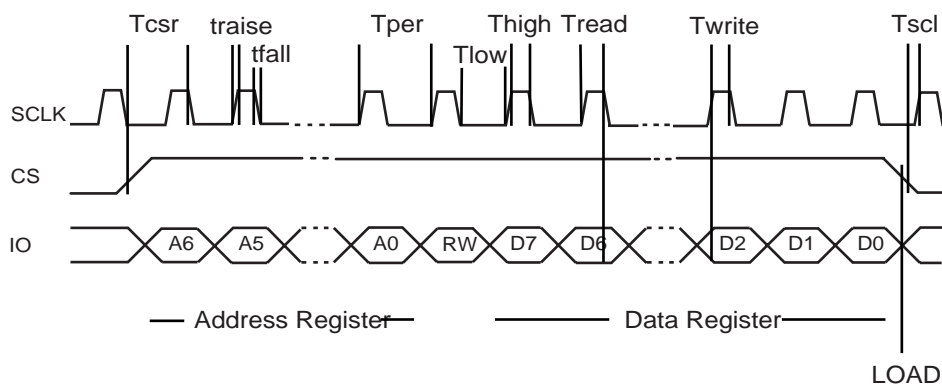 Tcsr traise Tper Thigh Tread Twrite Tscl
tfall Tlow
SCLK
CS
IO A6 A5 A0 RW D7 D6 D2 D1 D0
Address Register Data Register
LOAD